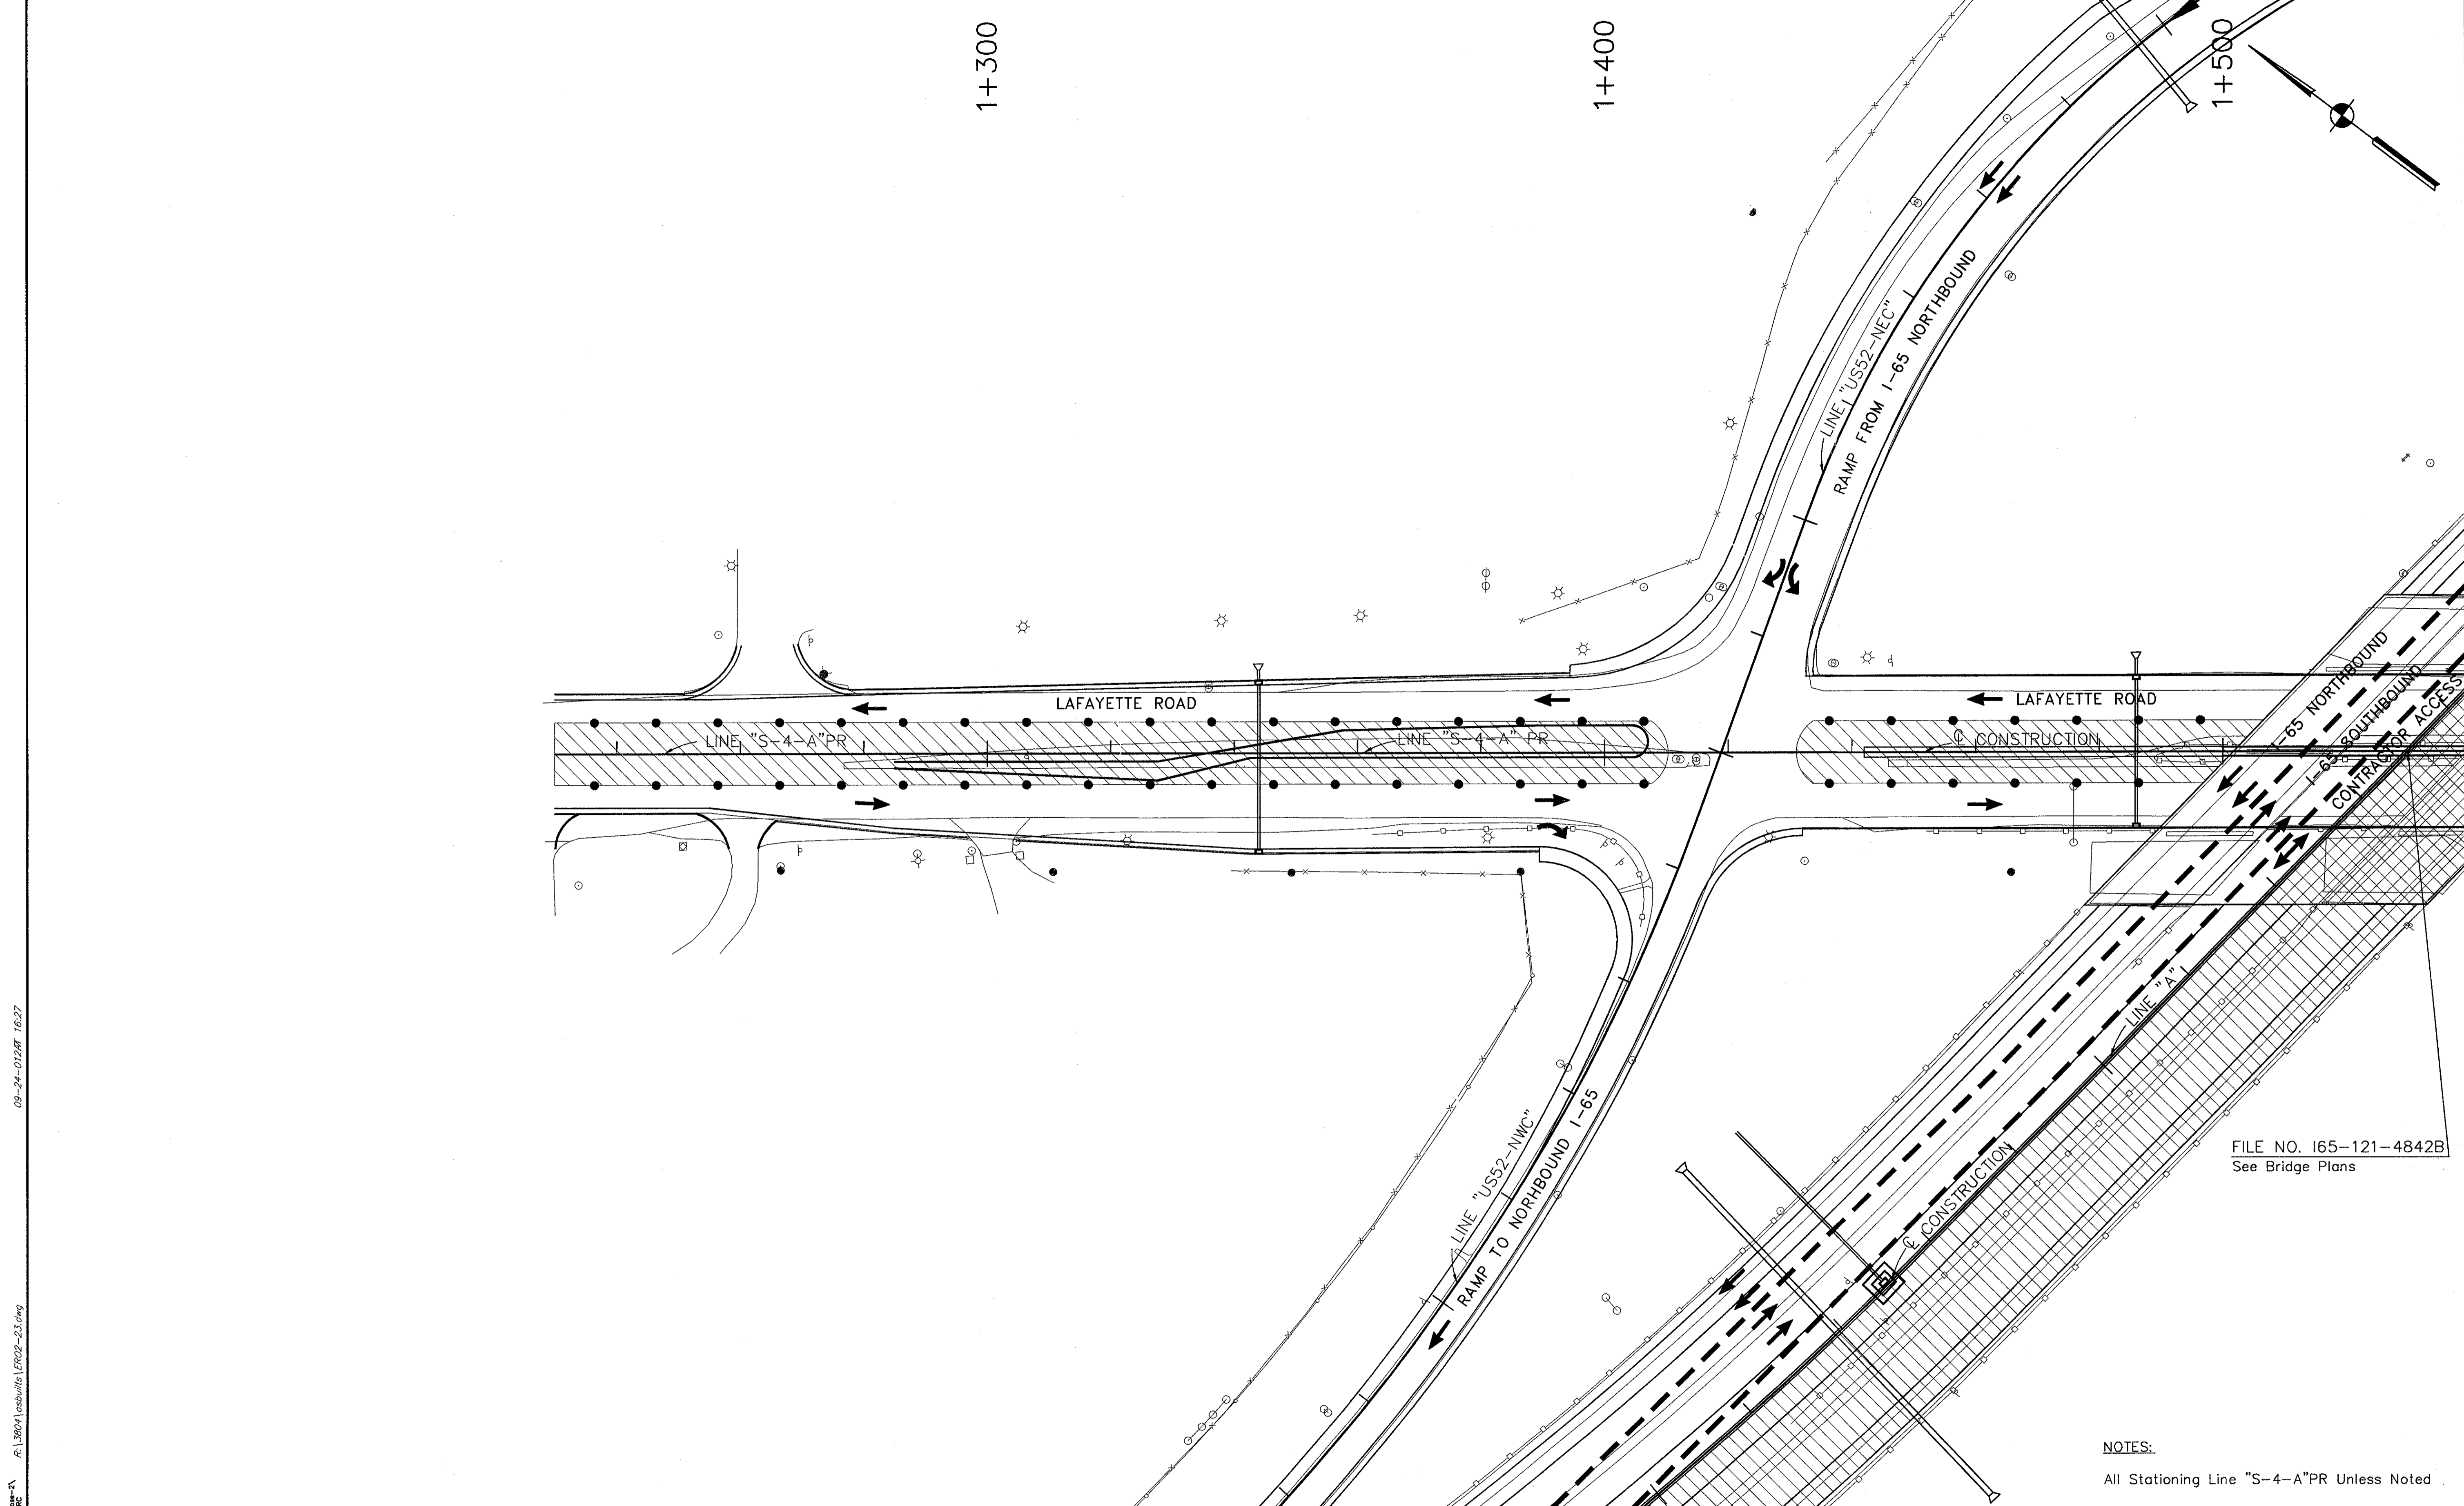 1+300
1+400
1+500
LINE "US52-NEC"
RAMP FROM I-65 NORTHBOUND
LAFAYETTE ROAD
LAFAYETTE ROAD
LINE "S-4-A"PR
LINE "S-4-A" PR
℄ CONSTRUCTION
I-65 NORTHBOUND
I-65 SOUTHBOUND
CONTRACTOR ACCESS
LINE "A"
LINE "US52-NWC"
RAMP TO NORHBOUND I-65
℄ CONSTRUCTION
FILE NO. I65-121-4842B
See Bridge Plans
NOTES:
All Stationing Line "S-4-A"PR Unless Noted
R:\3804\asbuilts\ER02-23.dwg 09-24-01 AT 16:27